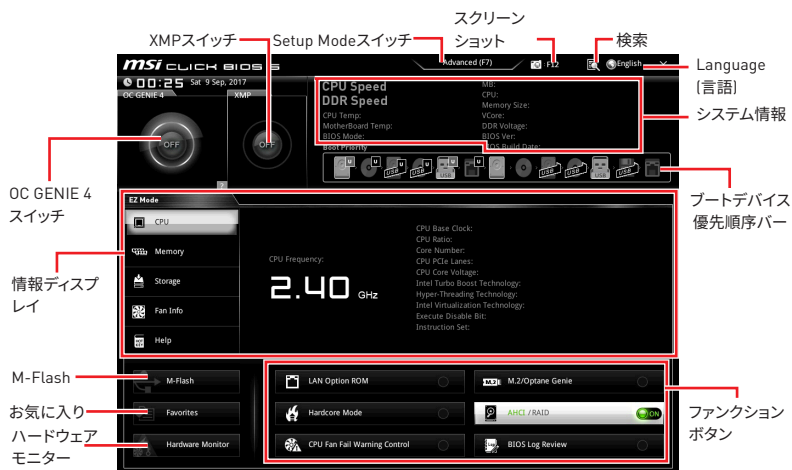 スクリーン
ショット
XMPスイッチ
Setup Modeスイッチ
検索
Language
(言語)
システム情報
OC GENIE 4
スイッチ
ブートデバイス
優先順序バー
情報ディスプ
レイ
M-Flash
お気に入り
ハードウェア
モニター
ファンクション
ボタン
msi CLICK BIOS 5
Advanced (F7)
F12
English
00:25 Sat 9 Sep, 2017
OC GENIE 4
XMP
OFF
OFF
?
CPU Speed
DDR Speed
CPU Temp:
MotherBoard Temp:
BIOS Mode:
Boot Priority
MB:
CPU:
Memory Size:
VCore:
DDR Voltage:
BIOS Ver:
BIOS Build Date:
U U U U U U
USB USB USB USB USB USB
EZ Mode
CPU
Memory
Storage
Fan Info
Help
CPU Frequency:
2.40 GHz
CPU Base Clock:
CPU Ratio:
Core Number:
CPU PCIe Lanes:
CPU Core Voltage:
Intel Turbo Boost Technology:
Hyper-Threading Technology:
Intel Virtualization Technology:
Execute Disable Bit:
Instruction Set:
M-Flash
Favorites
Hardware Monitor
LAN Option ROM
M.2 M.2/Optane Genie
Hardcore Mode
AHCI / RAID
ON
CPU Fan Fail Warning Control
BIOS Log Review